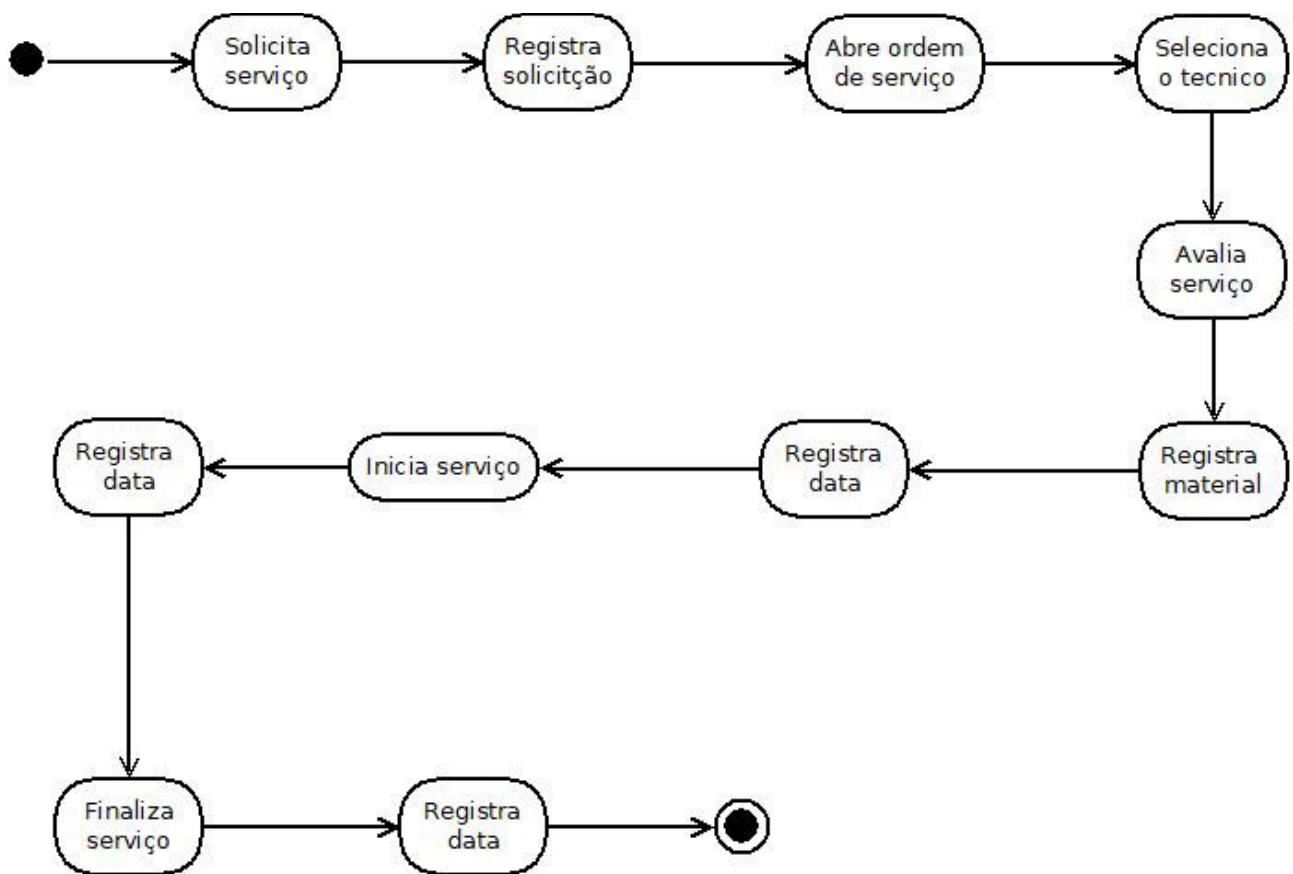 Solicita
serviço
Registra
solicitção
Abre ordem
de serviço
Seleciona
o tecnico
Avalia
serviço
Registra
material
Registra
data
Inicia serviço
Registra
data
Finaliza
serviço
Registra
data